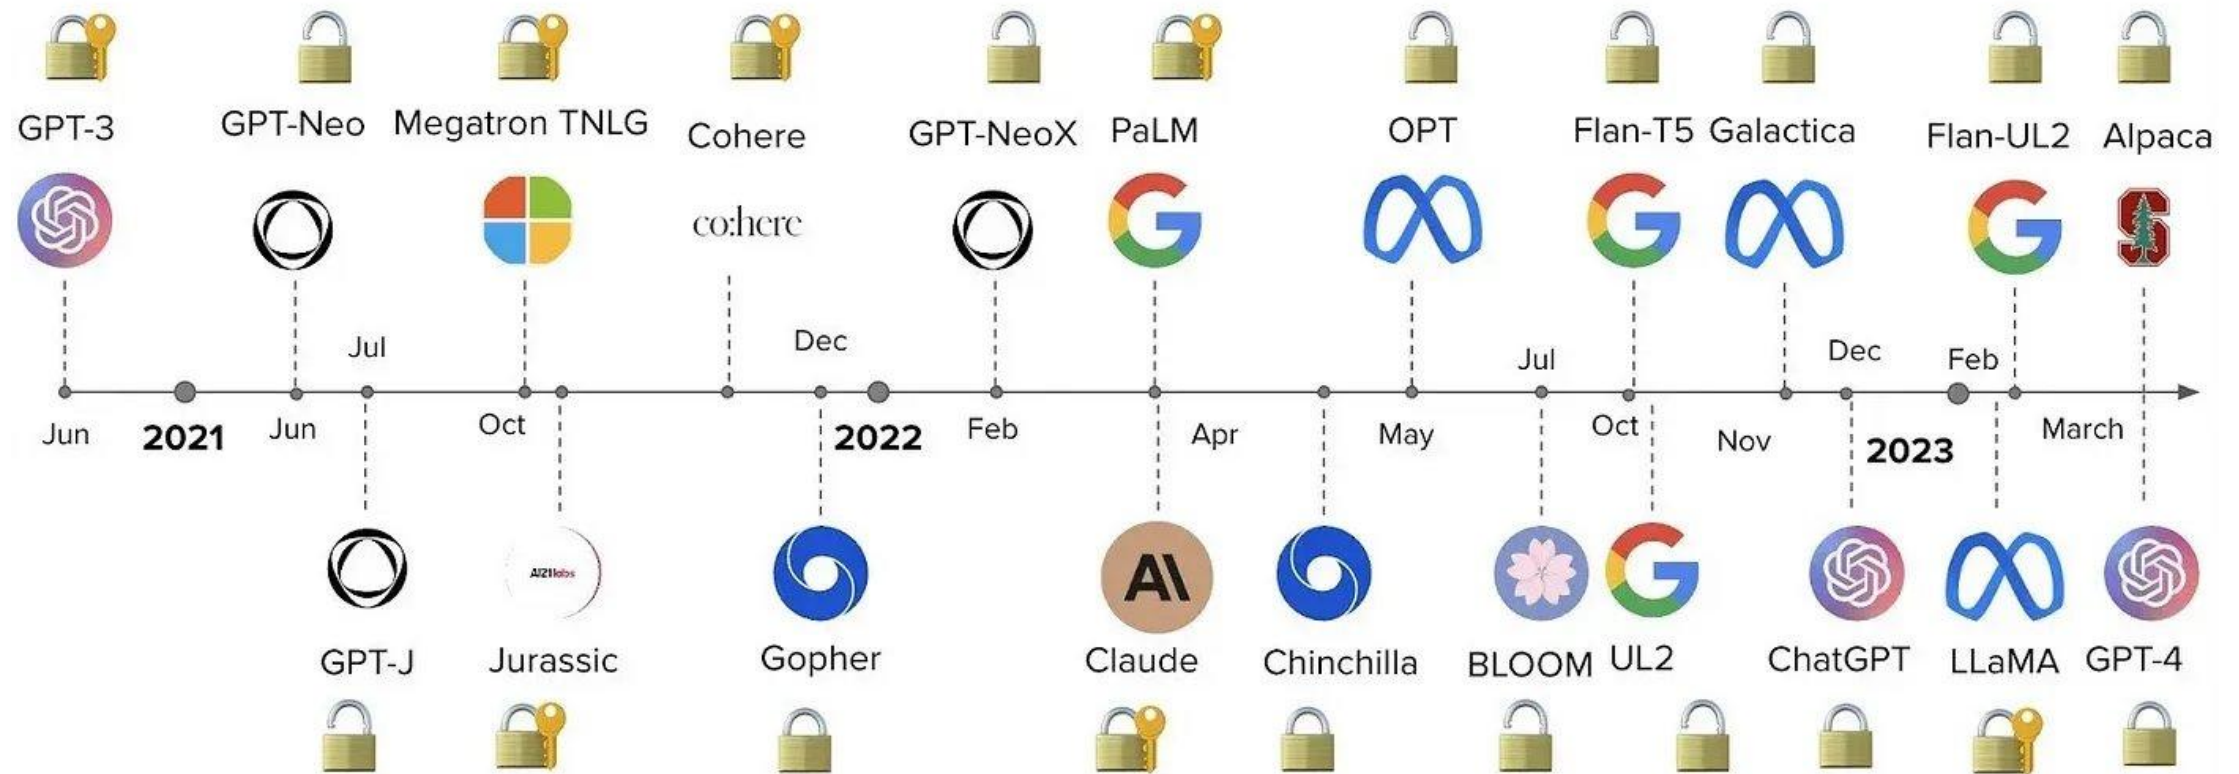 GPT-3
GPT-Neo
Megatron TNLG
Cohere
GPT-NeoX
PaLM
OPT
Flan-T5
Galactica
Flan-UL2
Alpaca
co:here
S
Jul
Dec
Jul
Dec
Feb
Jun
2021
Jun
Oct
2022
Feb
Apr
May
Oct
Nov
2023
March
AI21labs
A\
GPT-J
Jurassic
Gopher
Claude
Chinchilla
BLOOM
UL2
ChatGPT
LLaMA
GPT-4